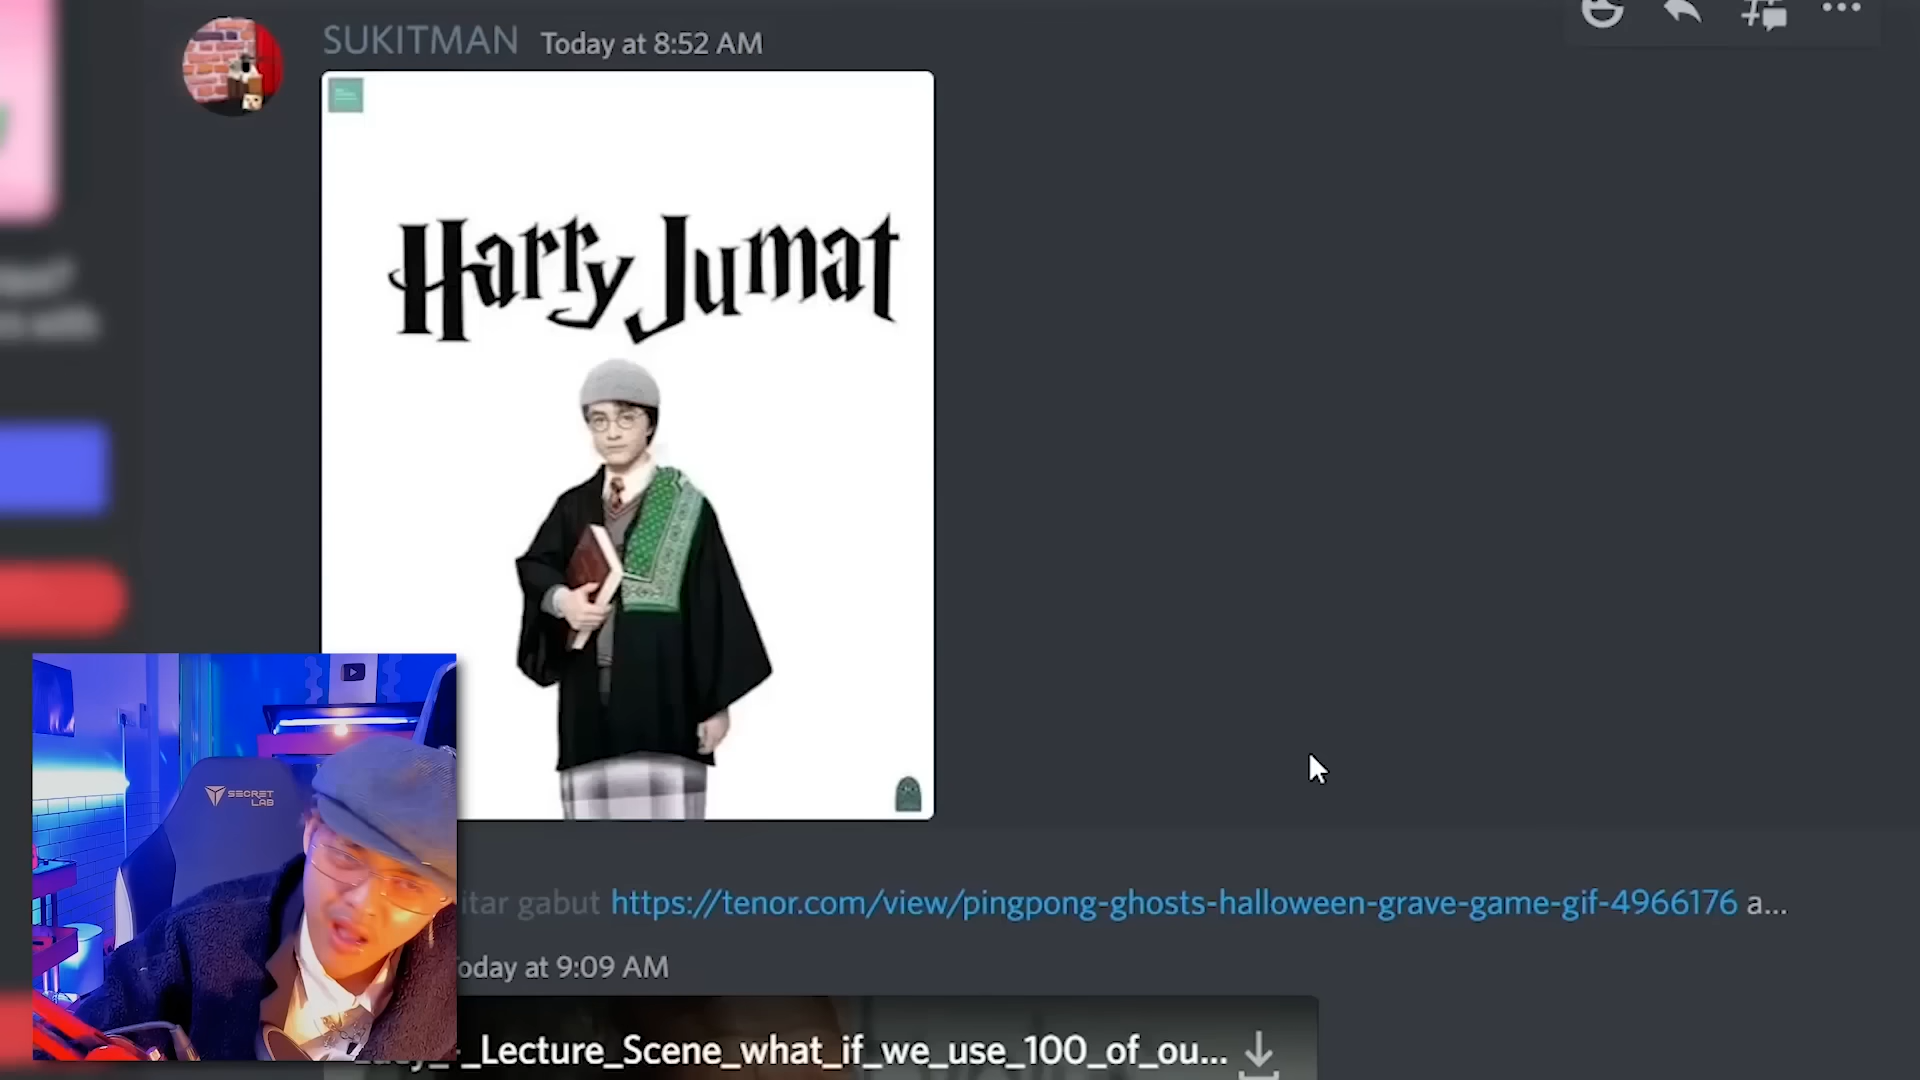 SUKITMAN Today at 8:52 AM
Harry Jumat
SECRET
LAB
itar gabut https://tenor.com/view/pingpong-ghosts-halloween-grave-game-gif-4966176 a...
Today at 9:09 AM
_Lecture_Scene_what_if_we_use_100_of_ou...